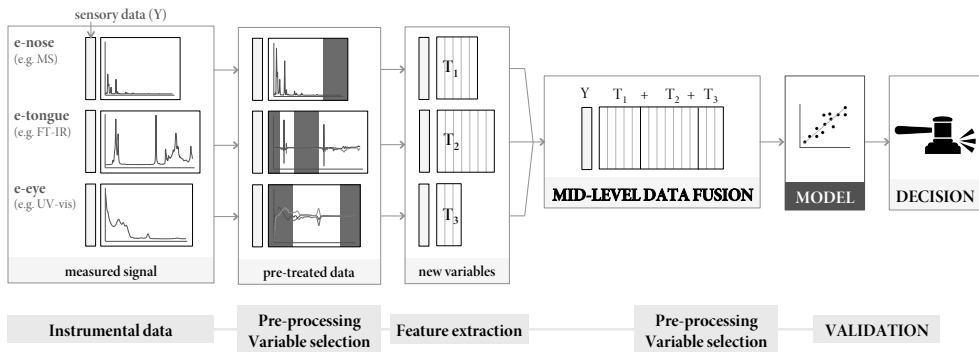 sensory data (Y)
e-nose
(e.g. MS)
e-tongue
(e.g. FT-IR)
e-eye
(e.g. UV-vis)
measured signal
pre-treated data
T1
T2
T3
new variables
Y T1 + T2 + T3
MID-LEVEL DATA FUSION
MODEL
DECISION
Instrumental data
Pre-processing
Variable selection
Feature extraction
Pre-processing
Variable selection
VALIDATION